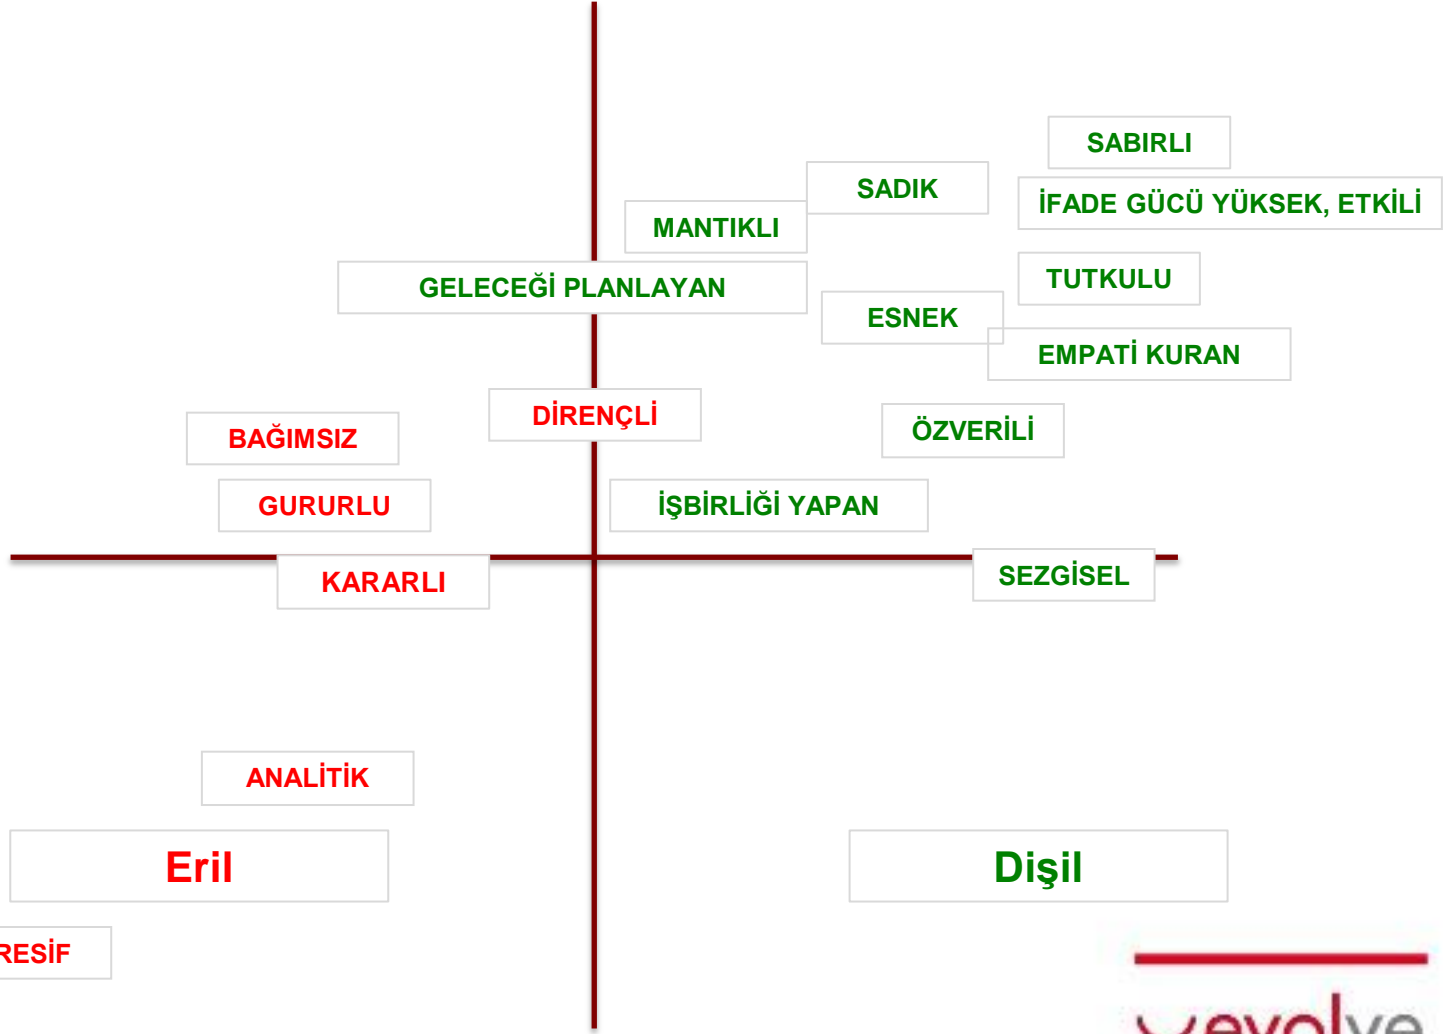 SABIRLI
SADIK
İFADE GÜCÜ YÜKSEK, ETKİLİ
MANTIKLI
TUTKULU
GELECEĞİ PLANLAYAN
ESNEK
EMPATİ KURAN
DİRENÇLİ
BAĞIMSIZ
ÖZVERİLİ
GURURLU
İŞBİRLİĞİ YAPAN
KARARLI
SEZGİSEL
ANALİTİK
Eril
Dişil
RESİF
evolve